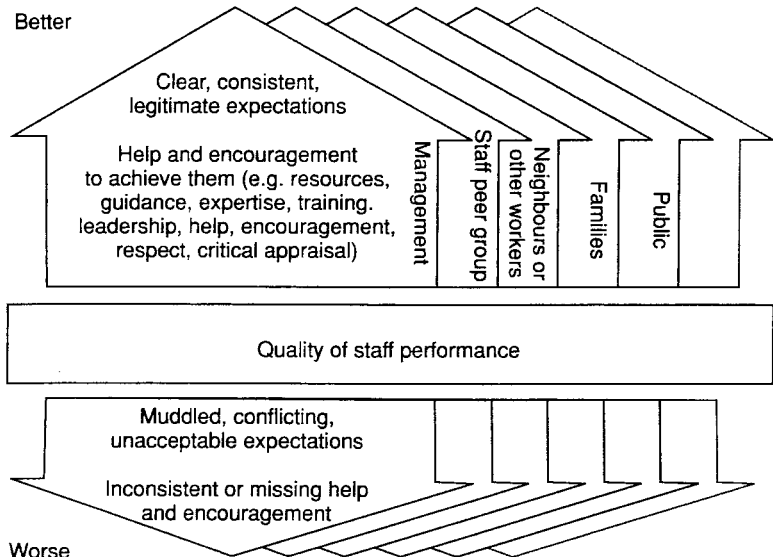 Better
Clear, consistent,
legitimate expectations
Help and encouragement
to achieve them (e.g. resources,
guidance, expertise, training.
leadership, help, encouragement,
respect, critical appraisal)
Management
Staff peer group
Neighbours or
other workers
Families
Public
Quality of staff performance
Muddled, conflicting,
unacceptable expectations
Inconsistent or missing help
and encouragement
Worse